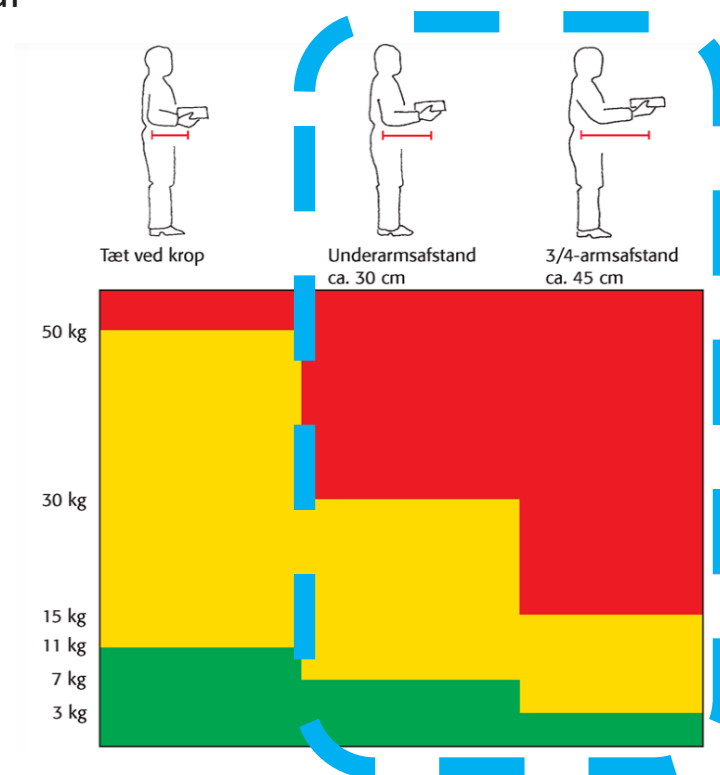 Tæt ved krop
Underarmsafstand
ca. 30 cm
3/4-armsafstand
ca. 45 cm
50 kg
30 kg
15 kg
11 kg
7 kg
3 kg